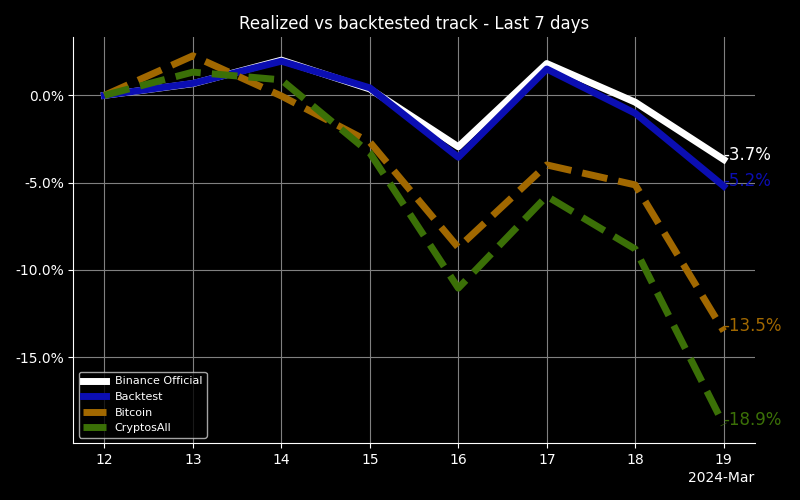 Realized vs backtested track - Last 7 days
0.0%
-5.0%
-10.0%
-15.0%
-3.7%
-5.2%
-13.5%
-18.9%
Binance Official
Backtest
Bitcoin
CryptosAll
12 13 14 15 16 17 18 19
2024-Mar